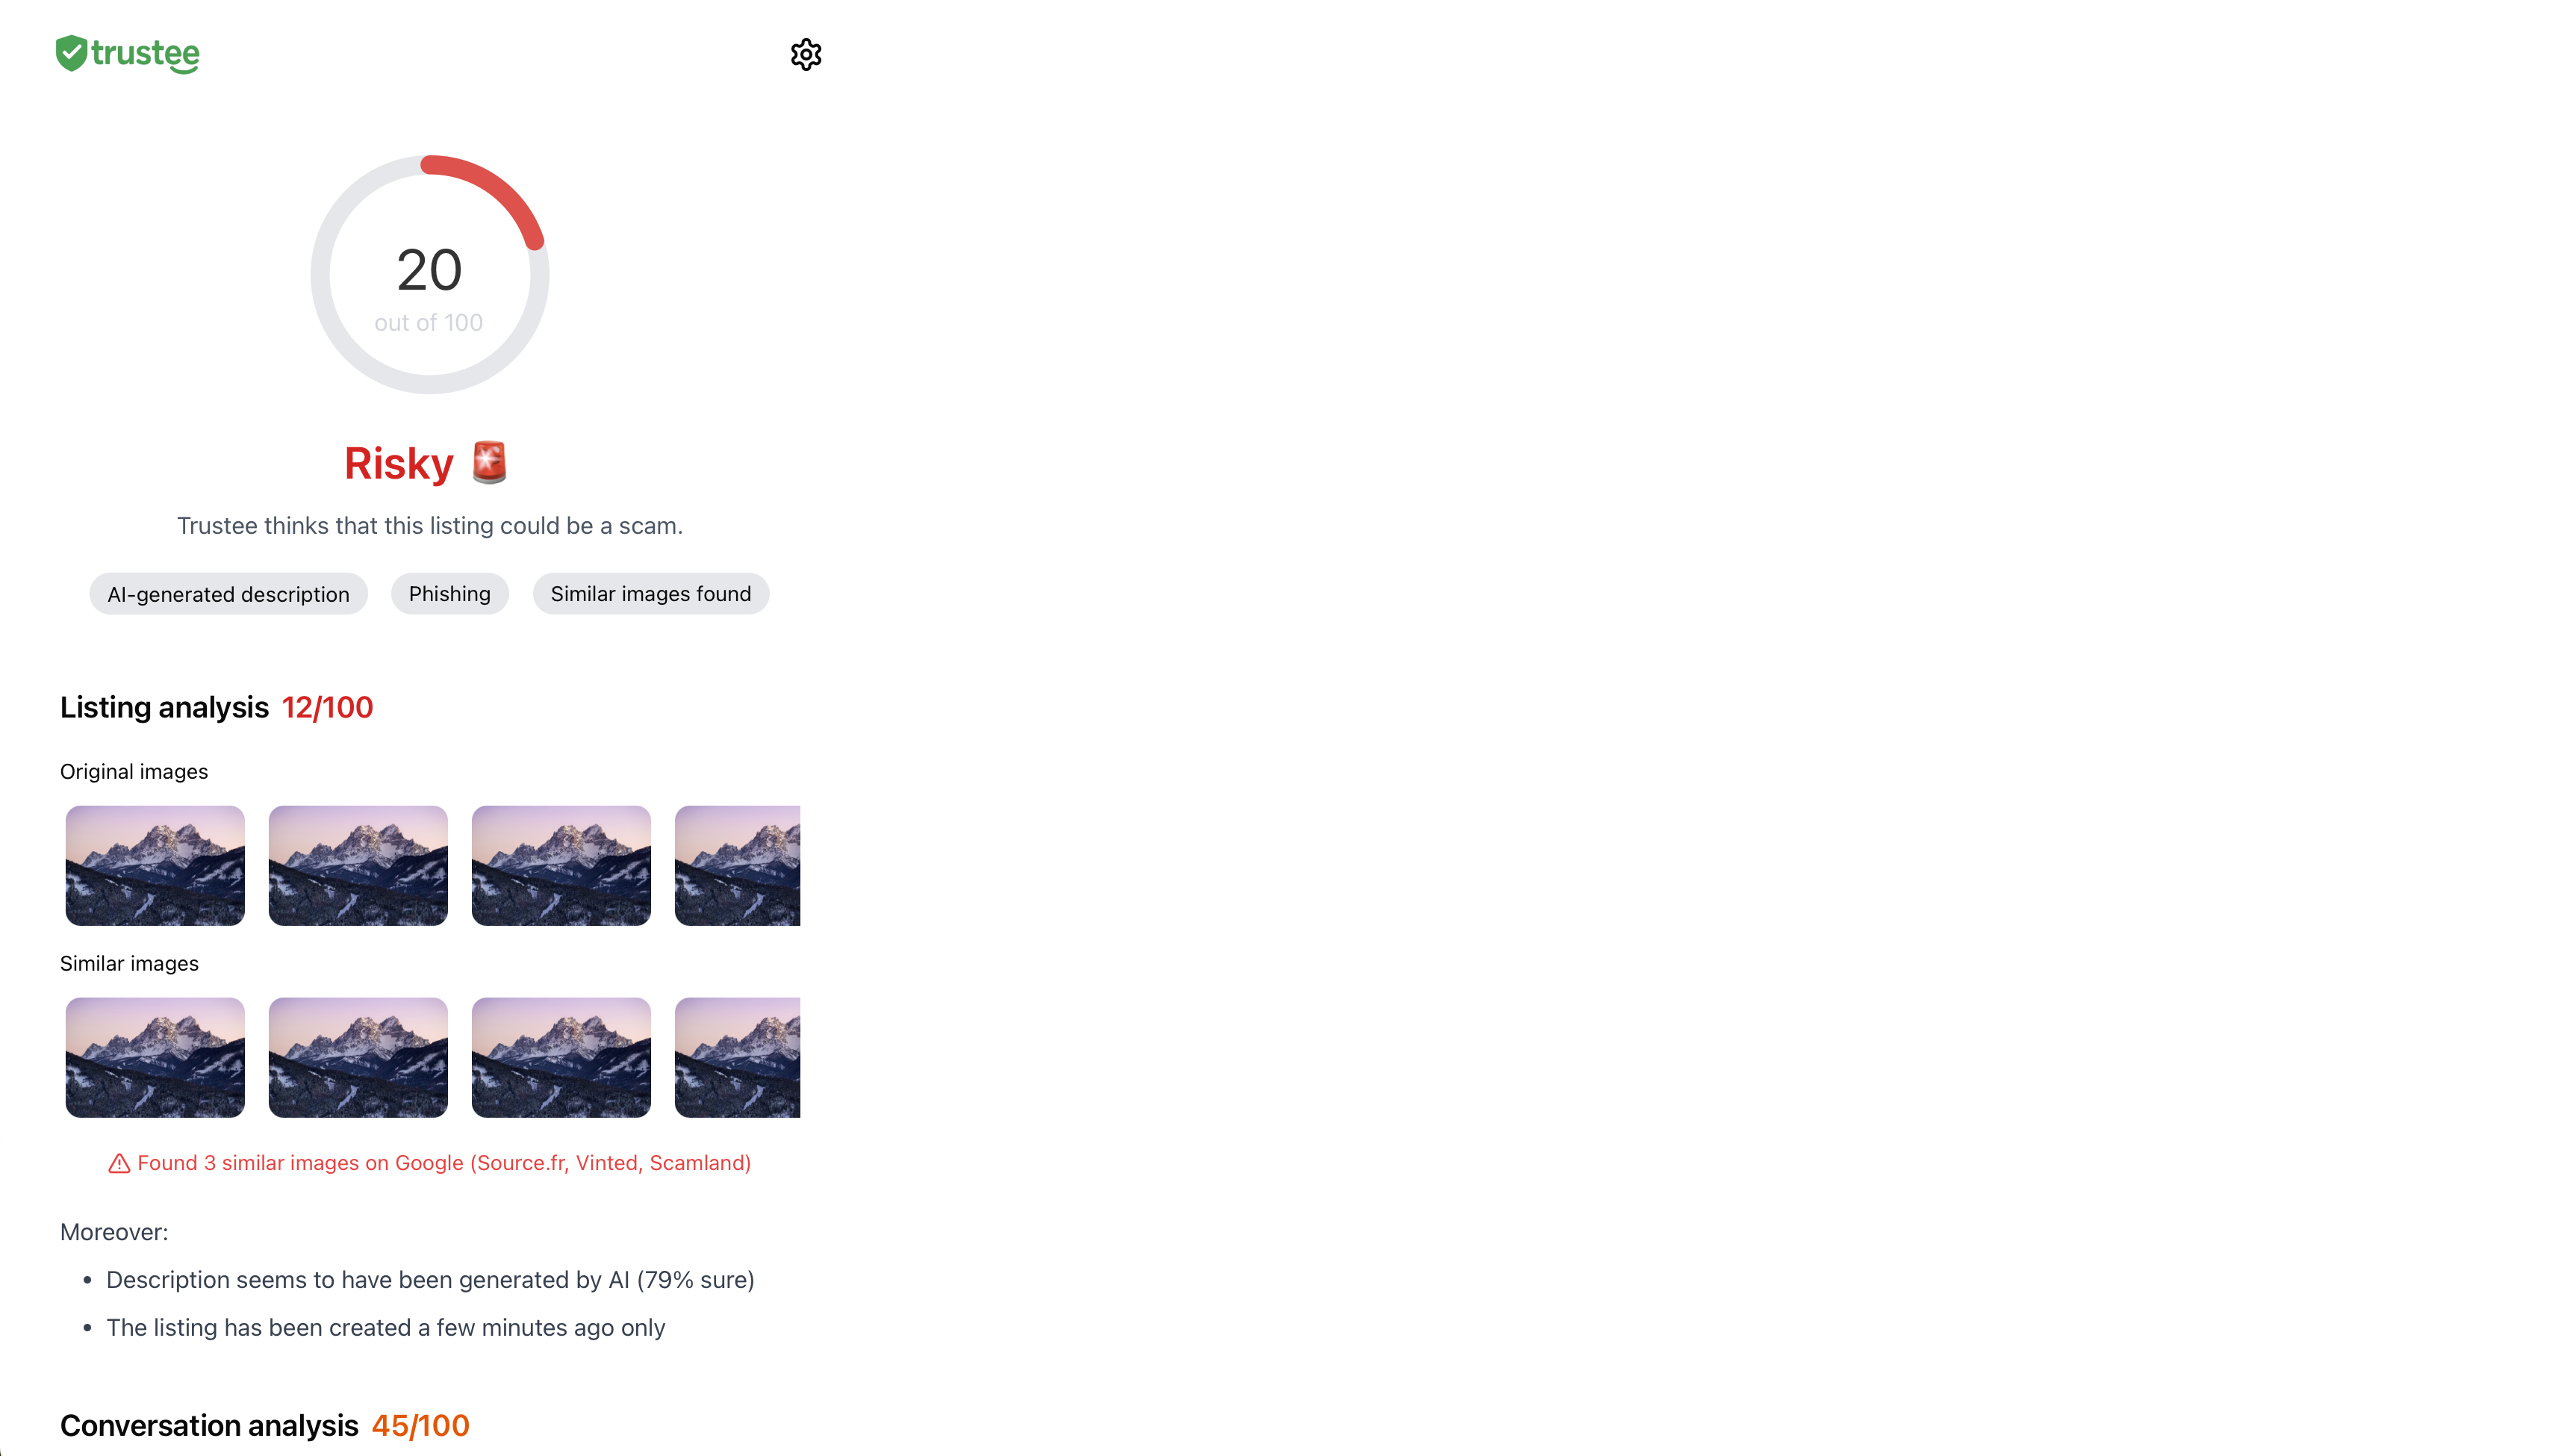 trustee
20
out of 100
Risky 🚨
Trustee thinks that this listing could be a scam.
AI-generated description Phishing Similar images found
Listing analysis 12/100
Original images
Similar images
Found 3 similar images on Google (Source.fr, Vinted, Scamland)
Moreover:
• Description seems to have been generated by AI (79% sure)
• The listing has been created a few minutes ago only
Conversation analysis 45/100